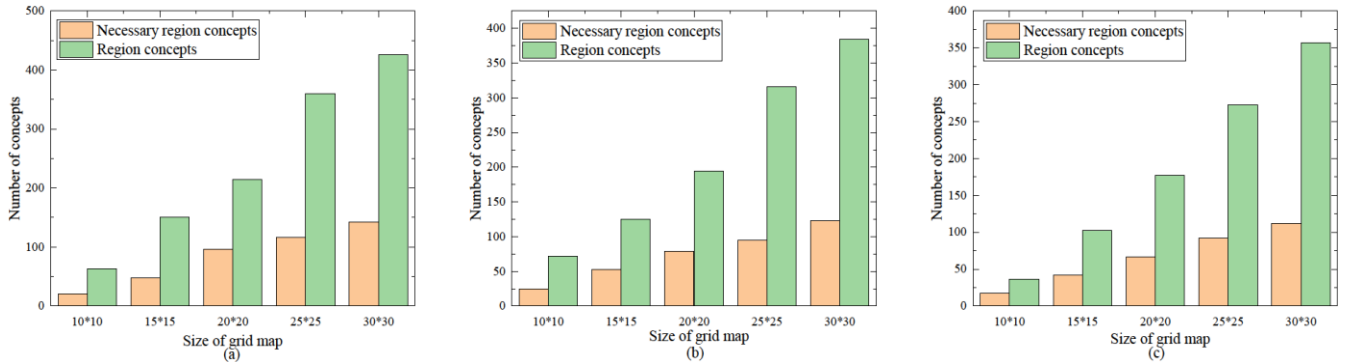 500
400
300
200
100
0
Number of concepts
Necessary region concepts
Region concepts
10*10 15*15 20*20 25*25 30*30
Size of grid map
(a)
400
350
300
250
200
150
100
50
0
Number of concepts
Necessary region concepts
Region concepts
10*10 15*15 20*20 25*25 30*30
Size of grid map
(b)
400
350
300
250
200
150
100
50
0
Number of concepts
Necessary region concepts
Region concepts
10*10 15*15 20*20 25*25 30*30
Size of grid map
(c)